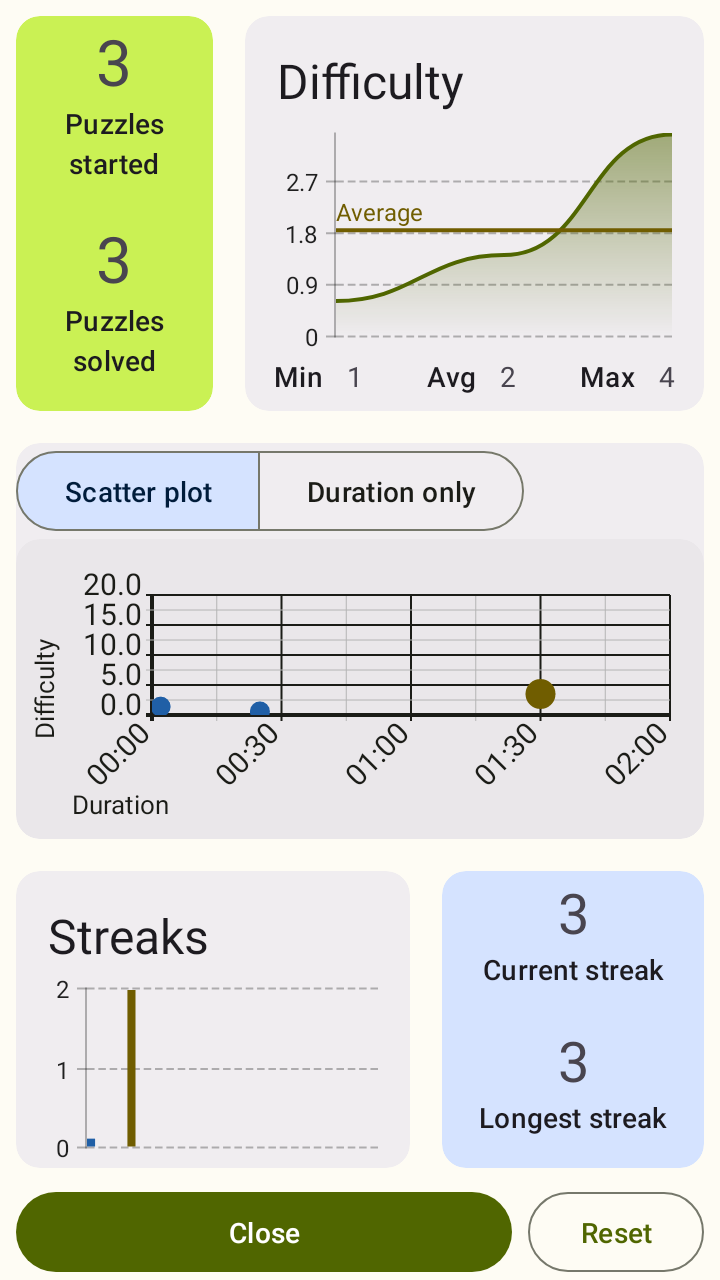 3
Puzzles
started
3
Puzzles
solved
Difficulty
2.7
Average
1.8
0.9
0
Min 1 Avg 2 Max 4
Scatter plot Duration only
20.0
15.0
10.0
5.0
0.0
Difficulty
00:00 00:30 01:00 01:30 02:00
Duration
Streaks
2
1
0
3
Current streak
3
Longest streak
Close Reset